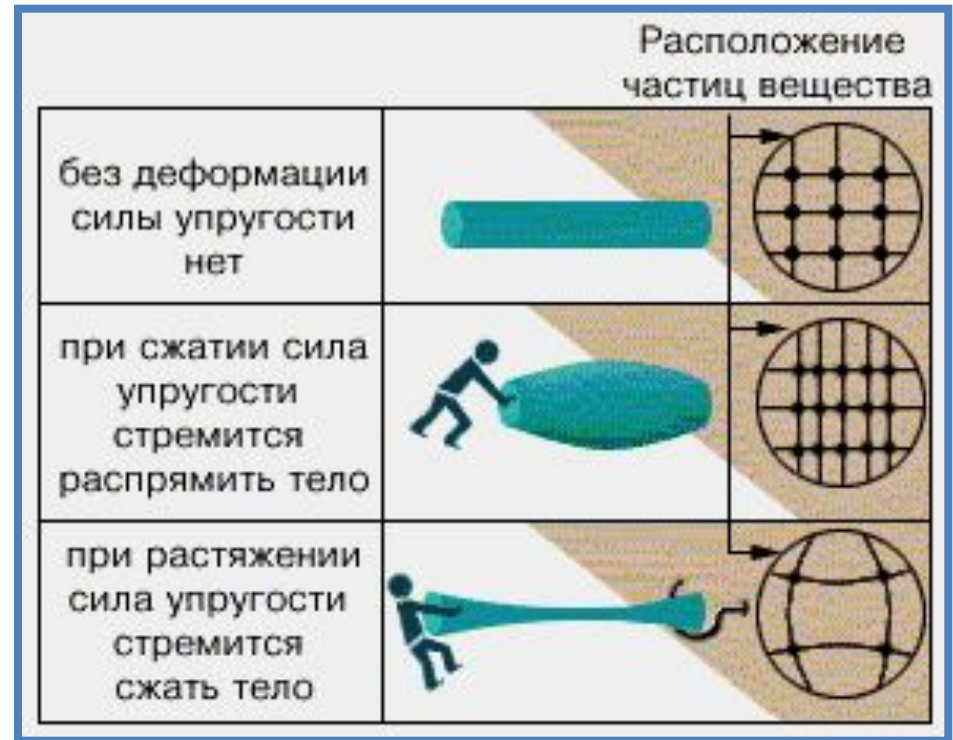 Расположение
частиц вещества
без деформации
силы упругости
нет
при сжатии сила
упругости
стремится
распрямить тело
при растяжении
сила упругости
стремится
сжать тело